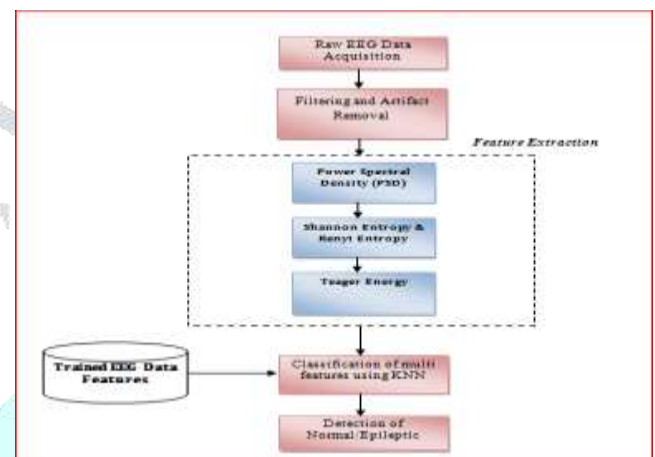 Raw EEG Data
Acquisition
Filtering and Artifact
Removal
Feature Extraction
Power Spectral
Density (PSD)
Shannon Entropy &
Renyi Entropy
Teager Energy
Trained EEG Data
Features
Classification of multi
features using KNN
Detection of
Normal/Epileptic